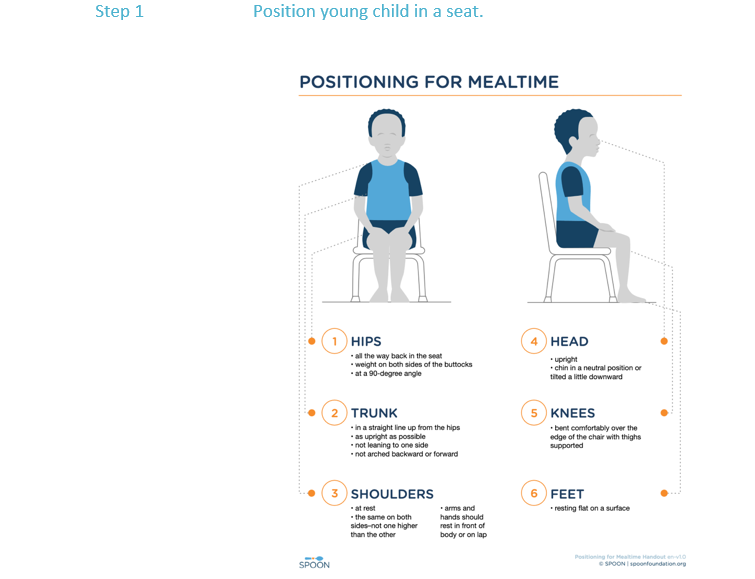 Step 1 Position young child in a seat.
POSITIONING FOR MEALTIME
1 HIPS
• all the way back in the seat
• weight on both sides of the buttocks
• at a 90-degree angle
2 TRUNK
• in a straight line up from the hips
• as upright as possible
• not leaning to one side
• not arched backward or forward
3 SHOULDERS
• at rest
• the same on both
sides–not one higher
than the other
• arms and
hands should
rest in front of
body or on lap
4 HEAD
• upright
• chin in a neutral position or
tilted a little downward
5 KNEES
• bent comfortably over the
edge of the chair with thighs
supported
6 FEET
• resting flat on a surface
SPOON
Positioning for Mealtime Handout en-v1.0
© SPOON | spoonfoundation.org